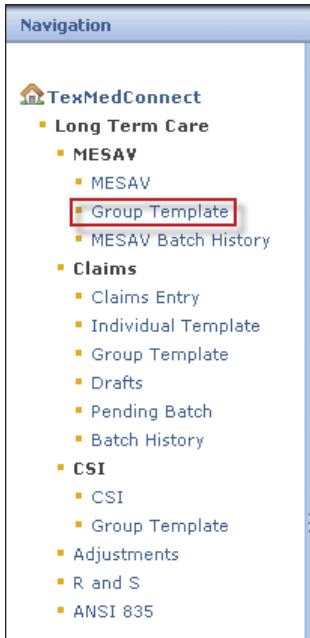 Navigation
TexMedConnect
Long Term Care
MESAV
MESAV
Group Template
MESAV Batch History
Claims
Claims Entry
Individual Template
Group Template
Drafts
Pending Batch
Batch History
CSI
CSI
Group Template
Adjustments
R and S
ANSI 835